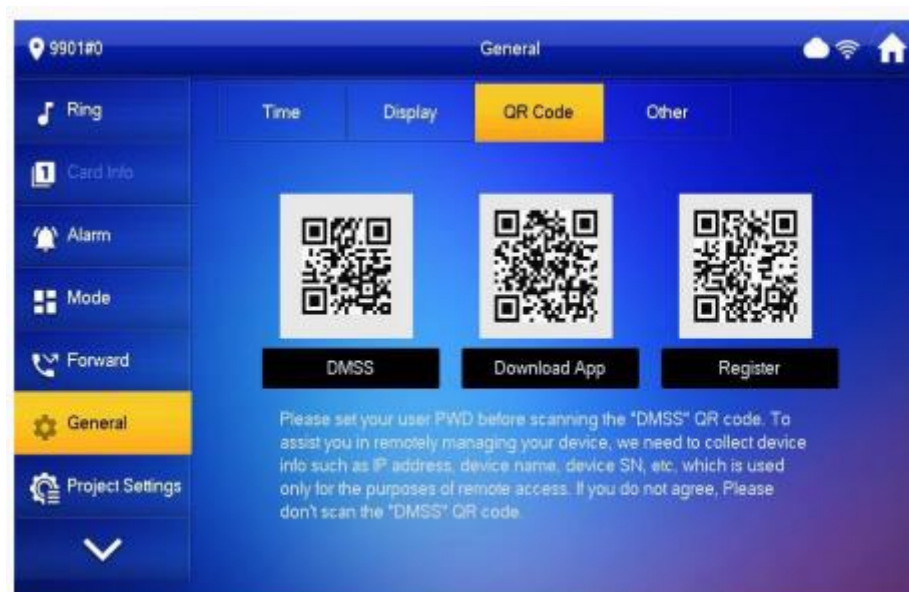 9901#0
General
Ring
Card Info
Alarm
Mode
Forward
General
Project Settings
Time
Display
QR Code
Other
DMSS
Download App
Register
Please set your user PWD before scanning the "DMSS" QR code. To
assist you in remotely managing your device, we need to collect device
info such as IP address, device name, device SN, etc, which is used
only for the purposes of remote access. If you do not agree, Please
don't scan the "DMSS" QR code.